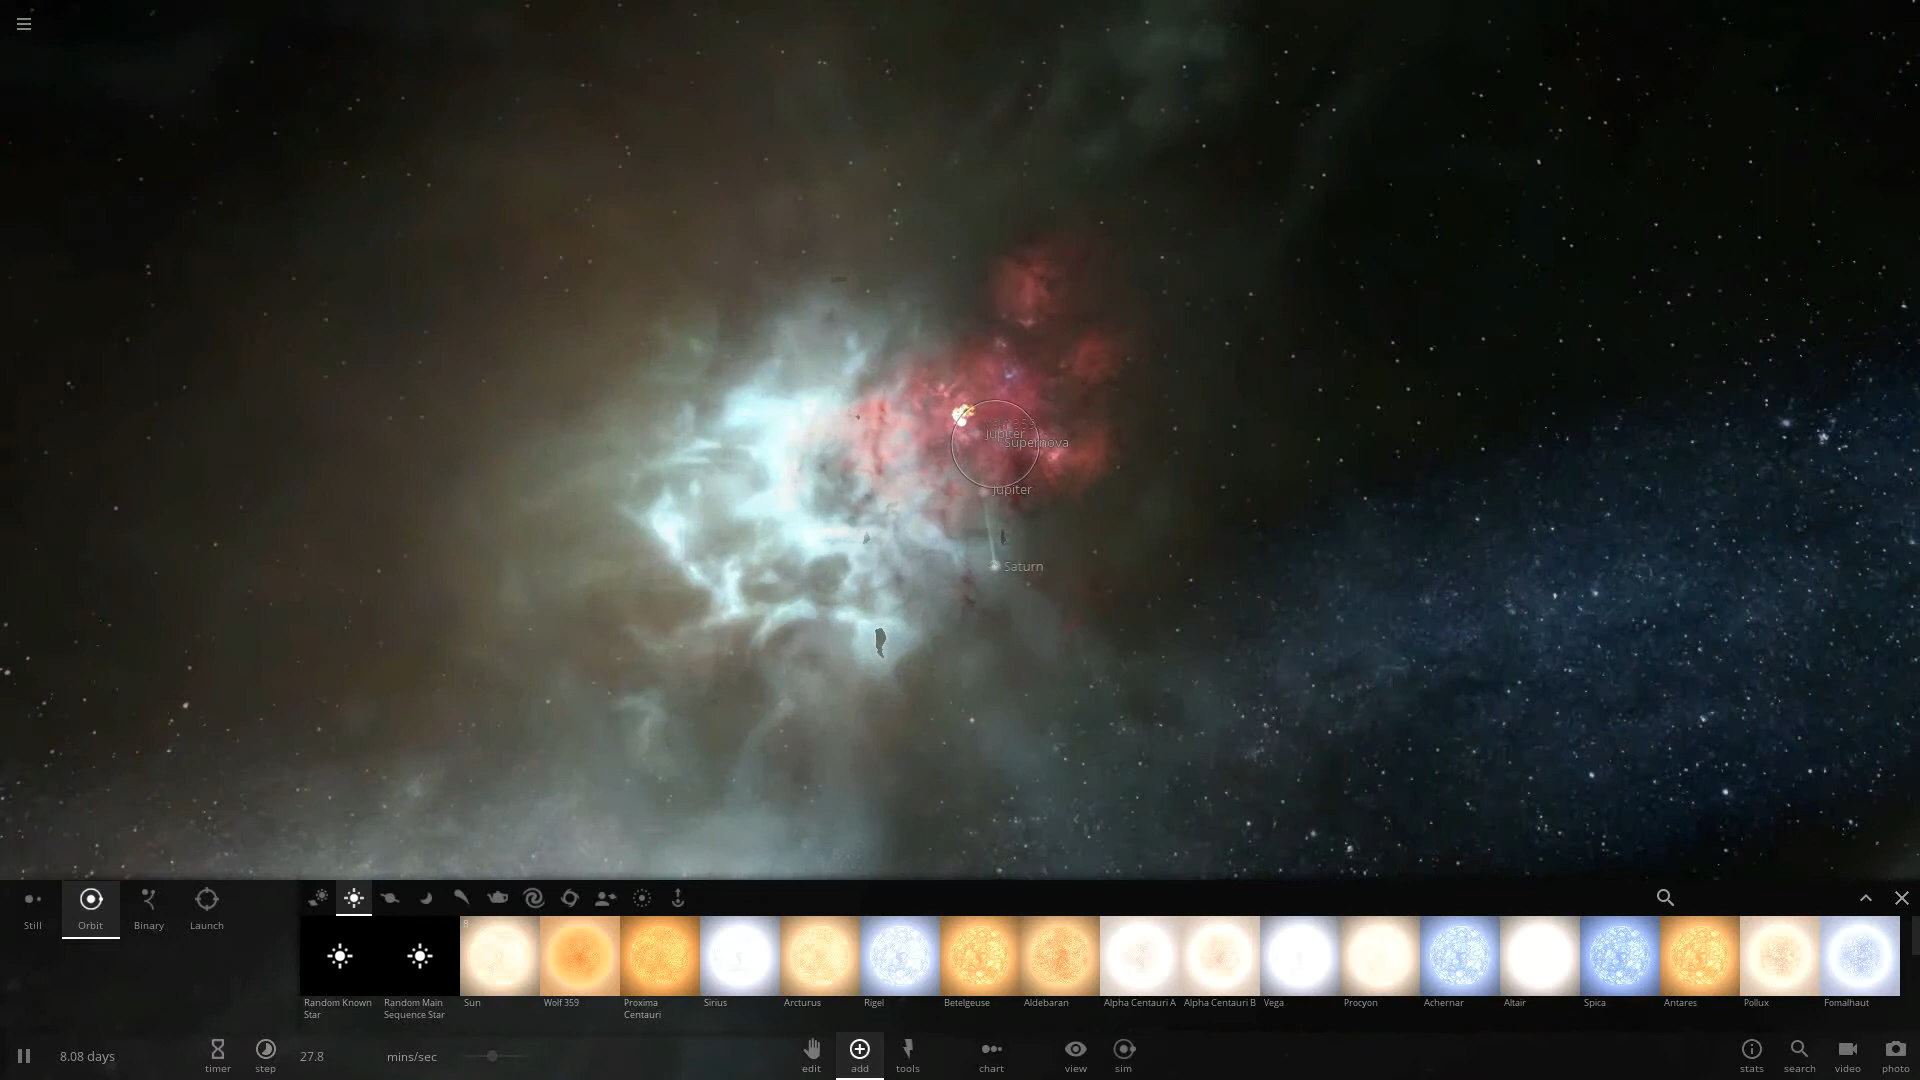 Jupiter
Supernova
Jupiter
Saturn
Still
Orbit
Binary
Launch
8
Random Known Star
Random Main Sequence Star
Sun
Wolf 359
Proxima Centauri
Sirius
Arcturus
Rigel
Betelgeuse
Aldebaran
Alpha Centauri A
Alpha Centauri B
Vega
Procyon
Achernar
Altair
Spica
Antares
Pollux
Fomalhaut
8.08 days
timer
step
27.8
mins/sec
edit
add
tools
chart
view
sim
stats
search
video
photo